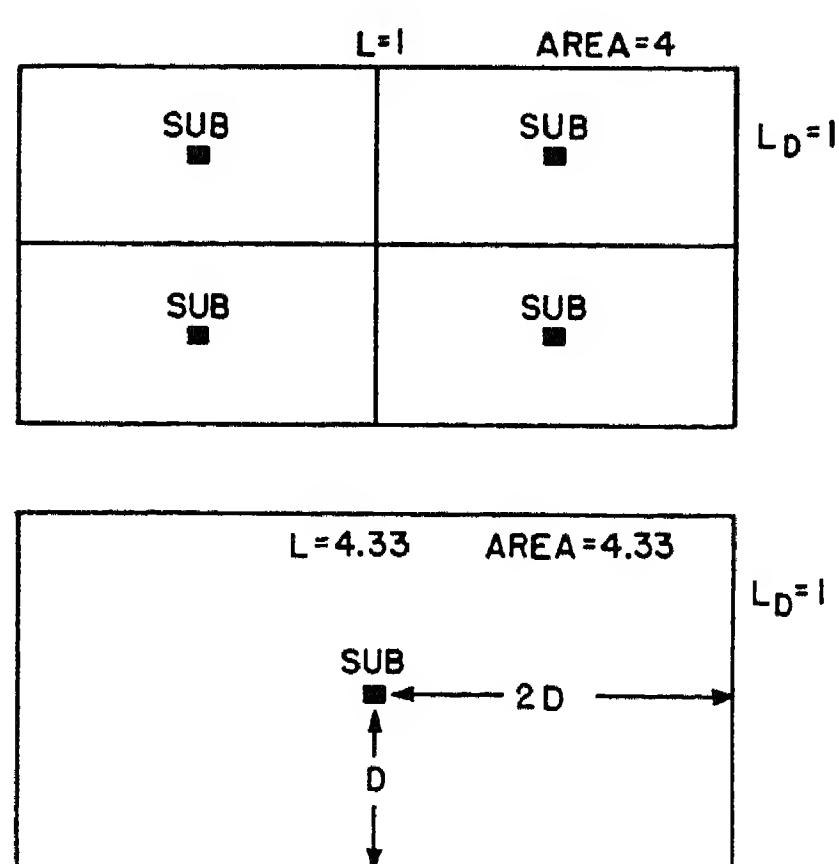 L=1 AREA=4
SUB SUB
L_D=1
SUB SUB
L=4.33 AREA=4.33
L_D=1
SUB
2D
D